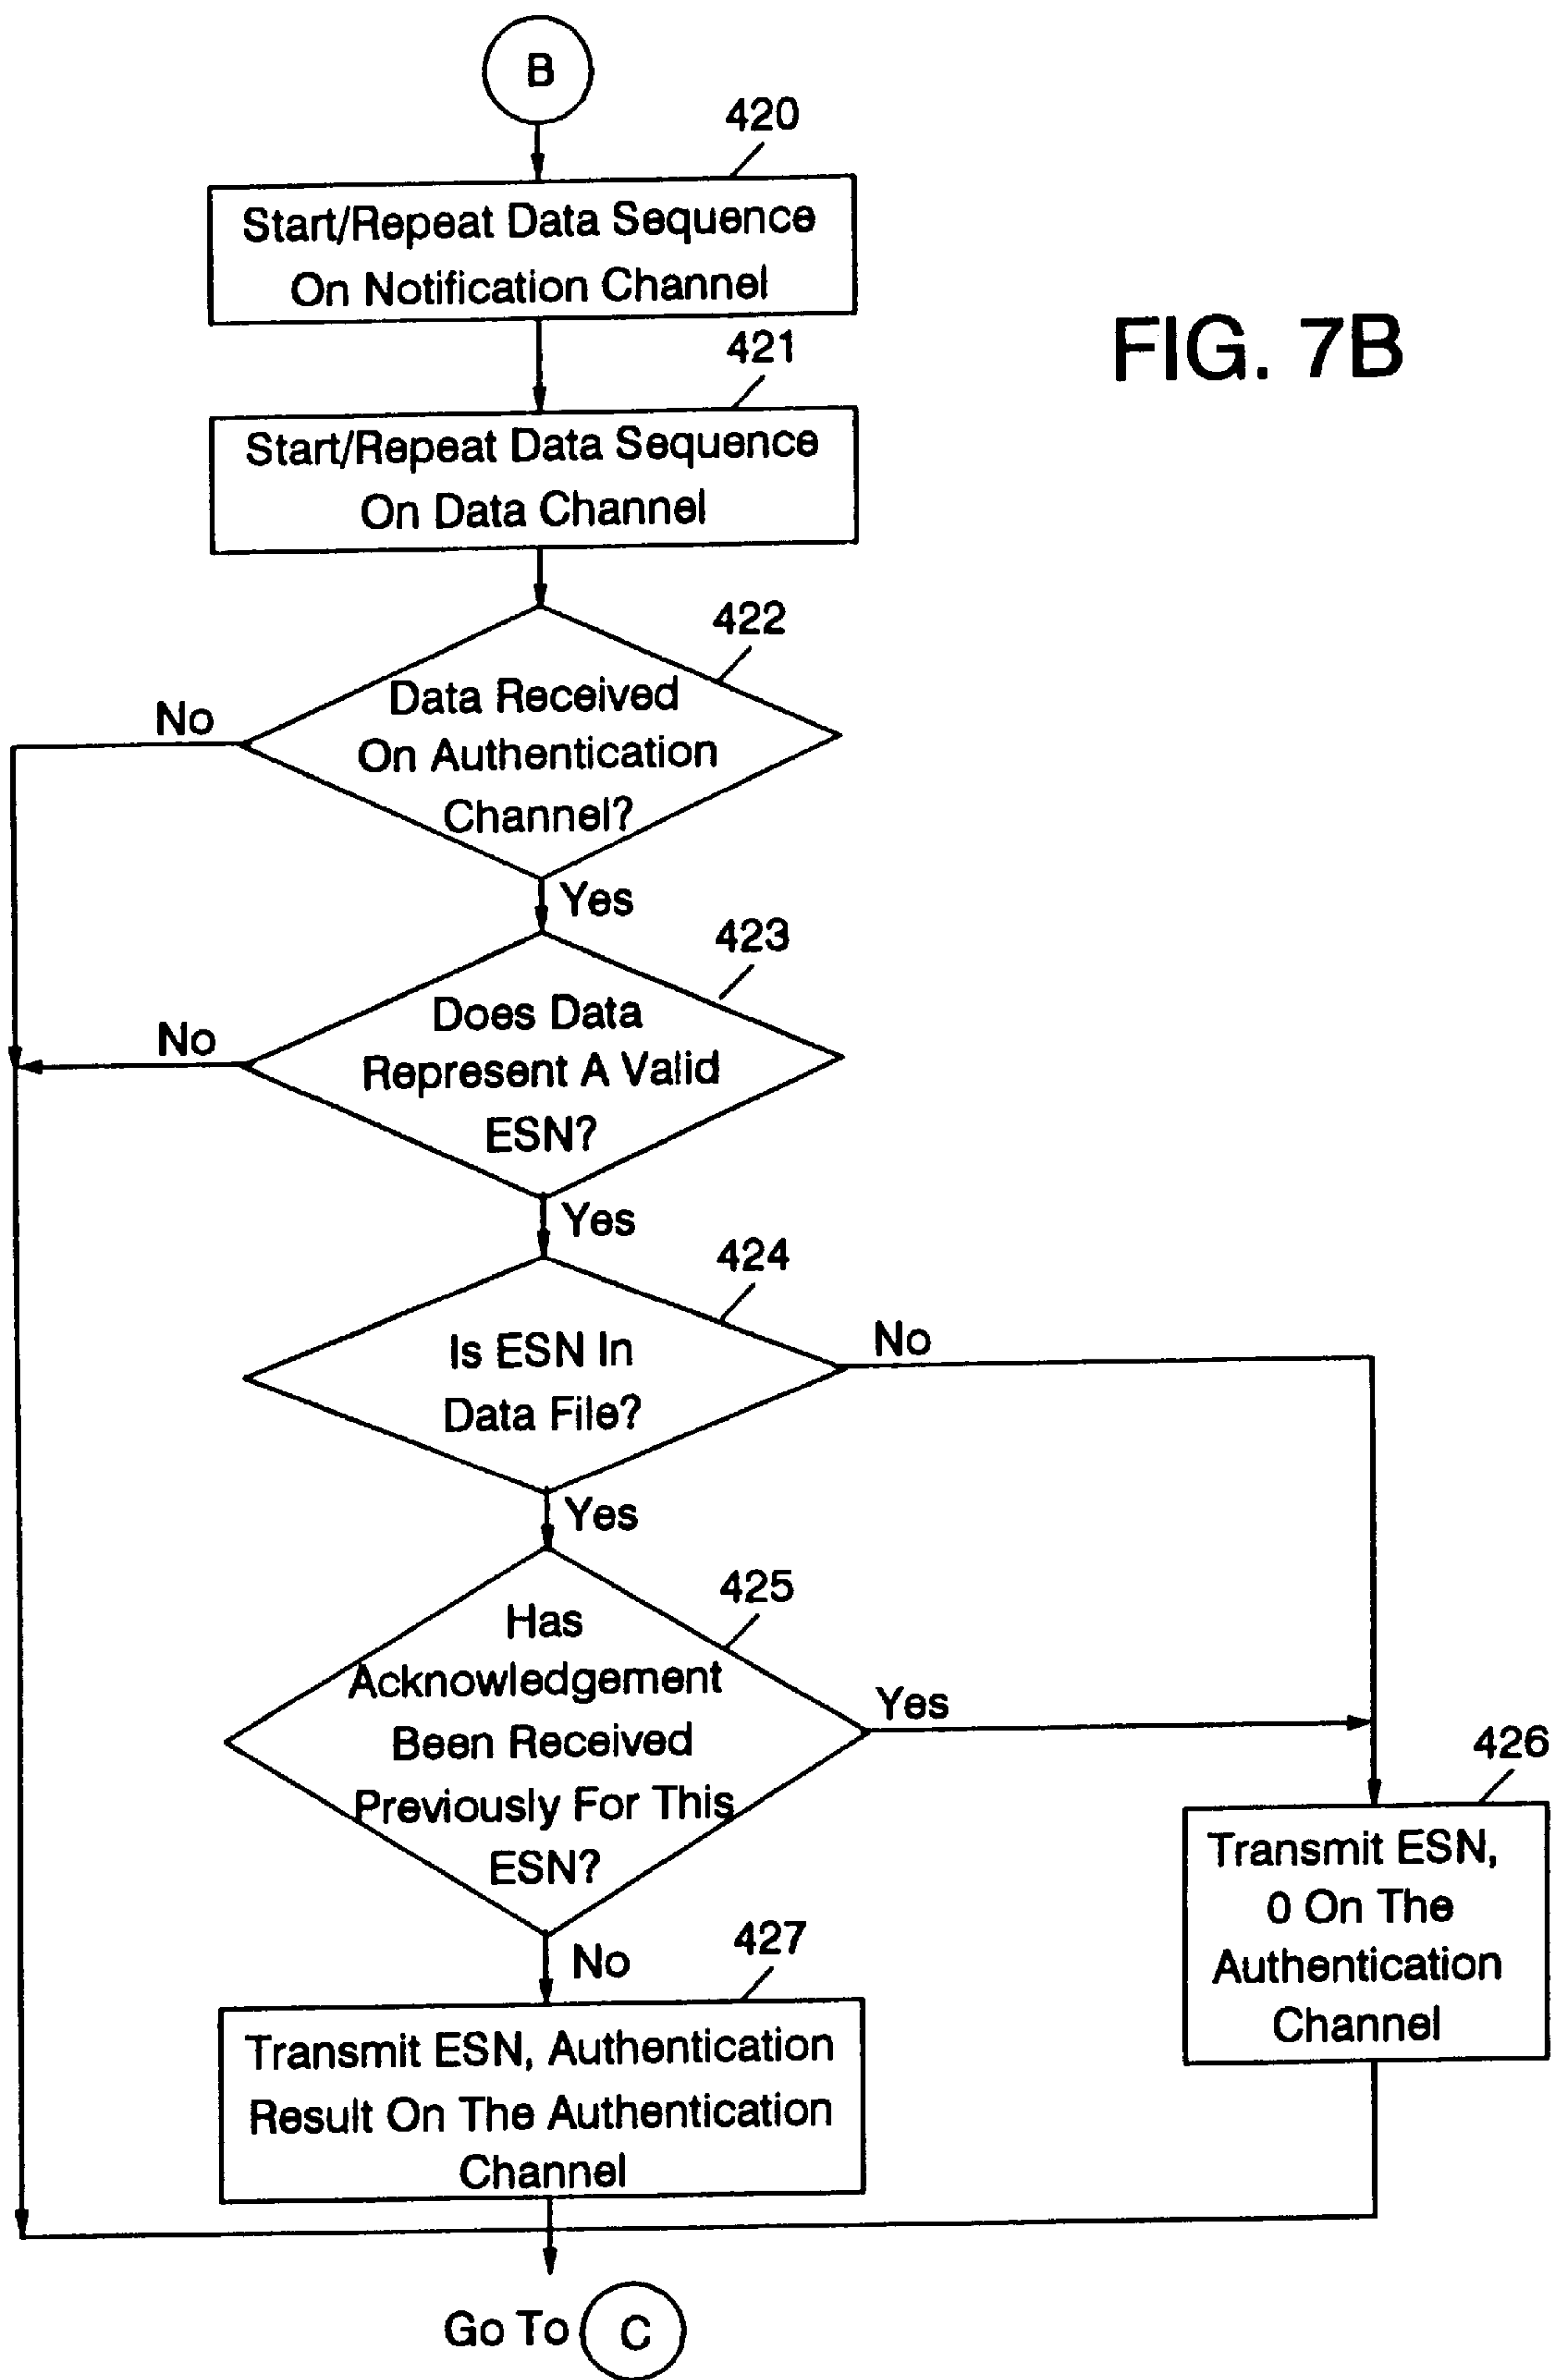 B
420
Start/Repeat Data Sequence
On Notification Channel
FIG. 7B
421
Start/Repeat Data Sequence
On Data Channel
422
Data Received
On Authentication
Channel?
No
Yes
423
Does Data
Represent A Valid
ESN?
No
Yes
424
Is ESN In
Data File?
No
Yes
425
Has
Acknowledgement
Been Received
Previously For This
ESN?
Yes
No
426
Transmit ESN,
0 On The
Authentication
Channel
427
Transmit ESN, Authentication
Result On The Authentication
Channel
Go To C